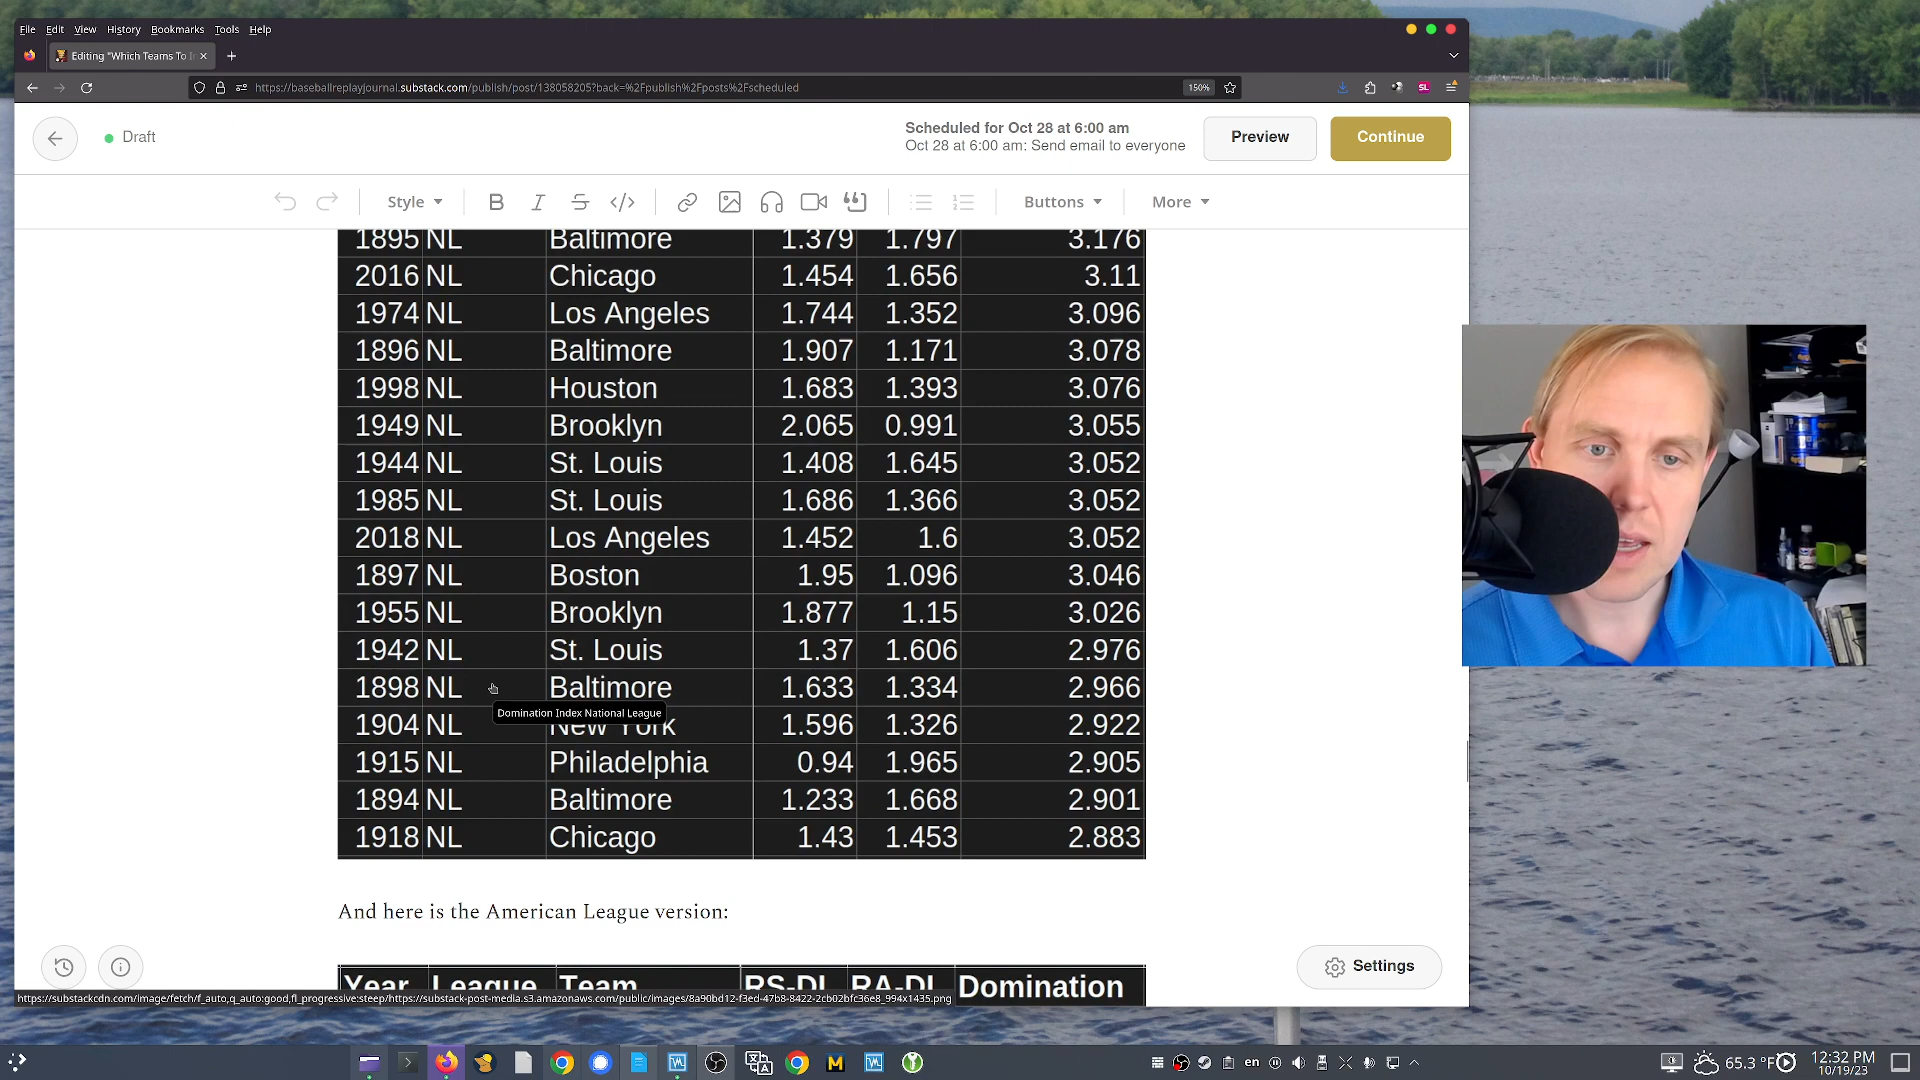 File Edit View History Bookmarks Tools Help
Editing "Which Teams To I
https://baseballreplayjournal.substack.com/publish/post/138058205?back=%2Fpublish%2Fposts%2Fscheduled
150%
SL
Draft
Scheduled for Oct 28 at 6:00 am
Oct 28 at 6:00 am: Send email to everyone
Preview
Continue
Style
Buttons
More
1895 NL Baltimore 1.379 1.797 3.176
2016 NL Chicago 1.454 1.656 3.11
1974 NL Los Angeles 1.744 1.352 3.096
1896 NL Baltimore 1.907 1.171 3.078
1998 NL Houston 1.683 1.393 3.076
1949 NL Brooklyn 2.065 0.991 3.055
1944 NL St. Louis 1.408 1.645 3.052
1985 NL St. Louis 1.686 1.366 3.052
2018 NL Los Angeles 1.452 1.6 3.052
1897 NL Boston 1.95 1.096 3.046
1955 NL Brooklyn 1.877 1.15 3.026
1942 NL St. Louis 1.37 1.606 2.976
1898 NL Baltimore 1.633 1.334 2.966
Domination Index National League
1904 NL New York 1.596 1.326 2.922
1915 NL Philadelphia 0.94 1.965 2.905
1894 NL Baltimore 1.233 1.668 2.901
1918 NL Chicago 1.43 1.453 2.883
And here is the American League version:
Year League Team RS-DI RA-DI Domination
Settings
https://substackcdn.com/image/fetch/f_auto,q_auto:good,fl_progressive:steep/https://substack-post-media.s3.amazonaws.com/public/images/8a90bd12-f3ed-47b8-8422-2cb02bfc36e8_994x1435.png
en
65.3 °F
12:32 PM
10/19/23